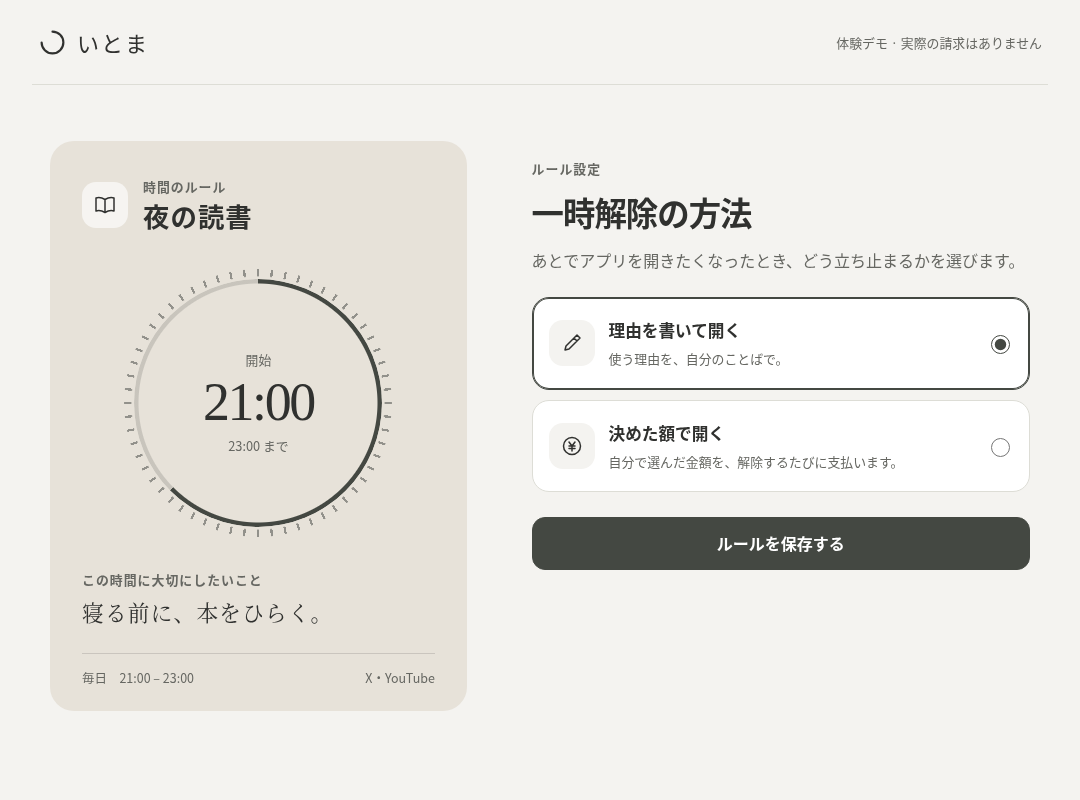 いとま
体験デモ · 実際の請求はありません
時間のルール
夜の読書
開始
21:00
23:00 まで
この時間に大切にしたいこと
寝る前に、本をひらく。
毎日　21:00 – 23:00
X・YouTube
ルール設定
一時解除の方法
あとでアプリを開きたくなったとき、どう立ち止まるかを選びます。
理由を書いて開く
使う理由を、自分のことばで。
決めた額で開く
自分で選んだ金額を、解除するたびに支払います。
ルールを保存する